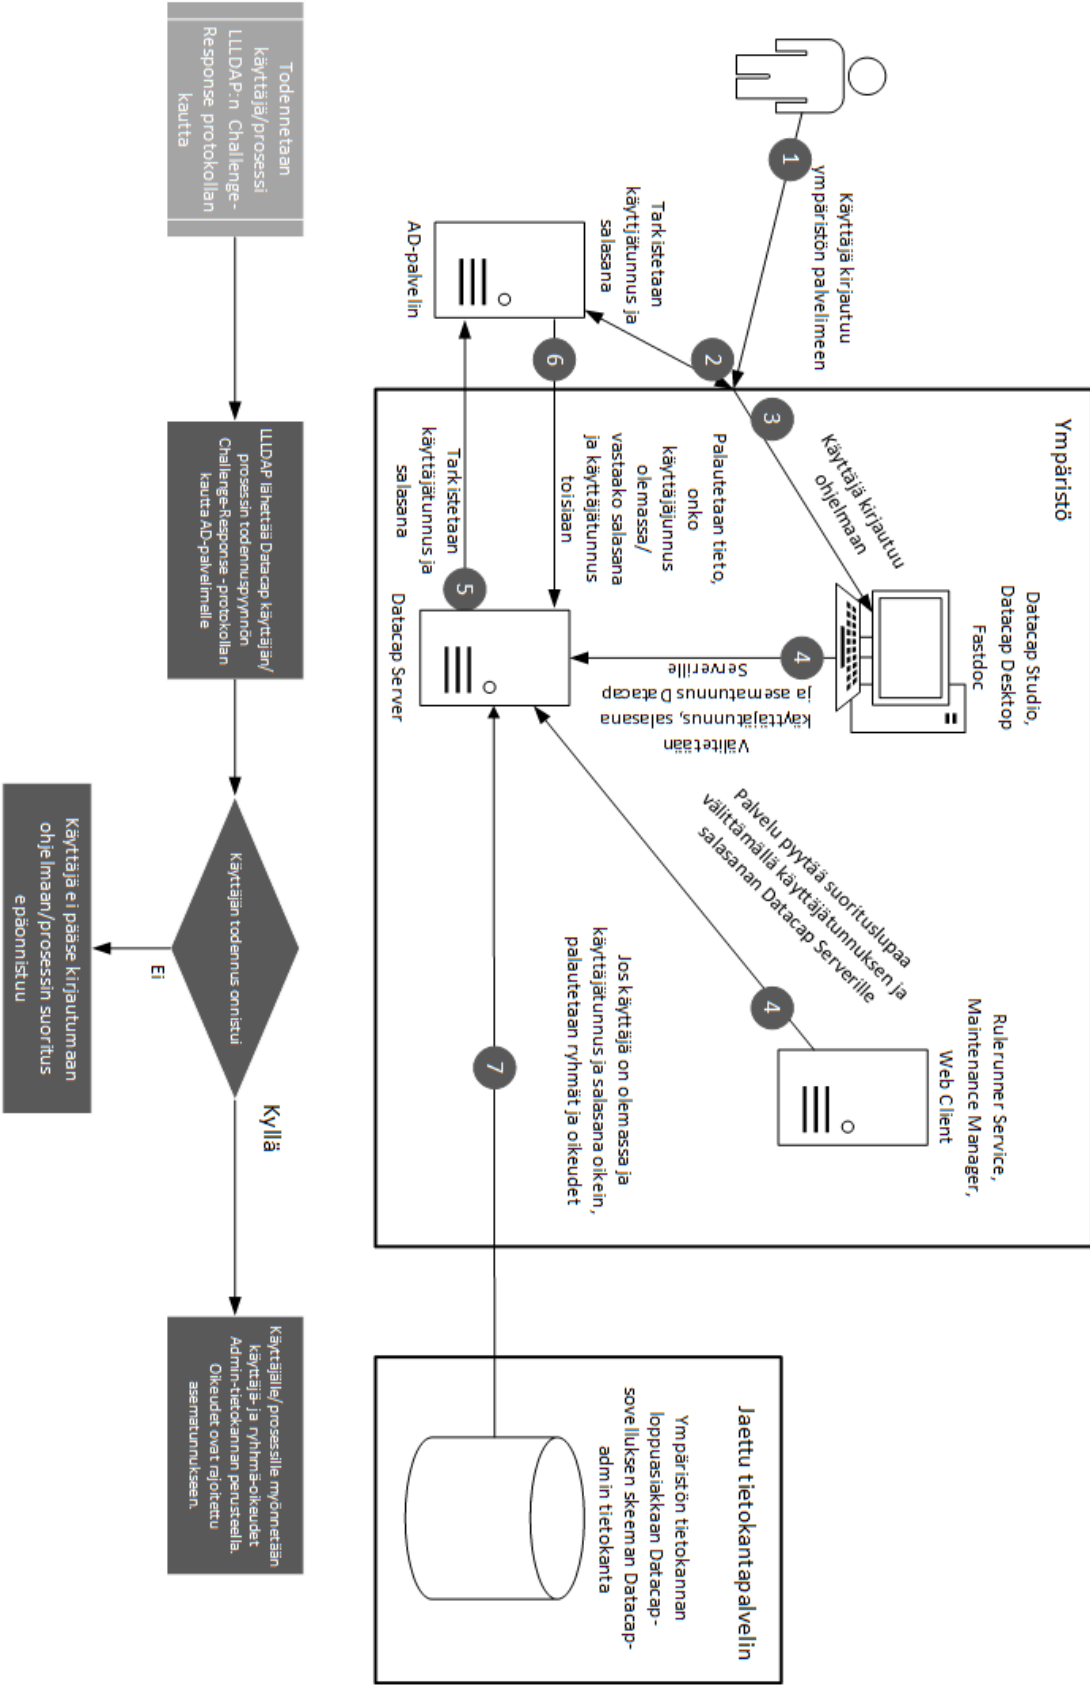 Käyttäjä kirjautuu
ympäristön palvelimeen
1
Tarkistetaan
käyttjätunnus ja
salasana
2
AD-palvelin
Ympäristö
3
Käyttäjä kirjautuu
ohjelmaan
Datacap Studio,
Datacap Desktop
Fastdoc
4
Välitetään
käyttäjätunnus, salasana
ja asematunnus Datacap
Serverille
Palvelu pyytää suorituslupaa
välittämällä käyttäjätunnuksen ja
salasanan Datacap Serverille
4
Rulerunner Service,
Maintenance Manager,
Web Client
Palautetaan tieto,
onko
käyttäjäjunnus
olemassa/
vastaako salasana
ja käyttäjätunnus
toisiaan
6
Tarkistetaan
käyttäjätunnus ja
salasana
5
Datacap Server
Jos käyttäjä on olemassa ja
käyttäjätunnus ja salasana oikein,
palautetaan ryhmät ja oikeudet
7
Jaettu tietokantapalvelin
Ympäristön tietokannan
loppuasiakkaan Datacap-
sovelluksen skeeman Datacap-
admin tietokanta
Todennetaan
käyttäjä/prosessi
LLLDAP:n Challenge-
Response protokollan
kautta
LLLDAP lähettää Datacap käyttäjän/
prosessin todennuspyynnön
Challenge-Response -protokollan
kautta AD-palvelimelle
Käyttäjän todennus onnistui
Ei
Kyllä
Käyttäjä ei pääse kirjautumaan
ohjelmaan/prosessin suoritus
epäonnistuu
Käyttäjälle/prosessille myönnetään
käyttäjä- ja ryhhmä-oikeudet
Admin-tietokannan perusteella.
Oikeudet ovat rajoitettu
asematunnukseen.